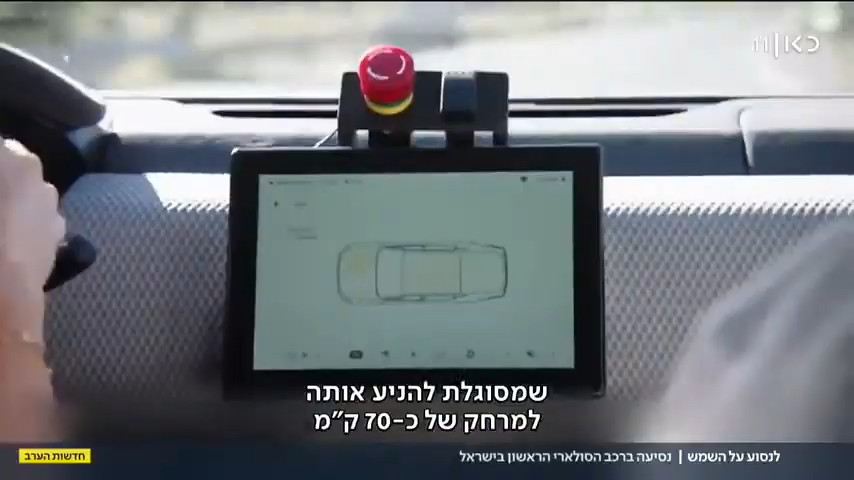 כאן 11
שמסוגלת להניע אותה
למרחק של כ-70 ק"מ
לנסוע על השמש | נסיעה ברכב הסולארי הראשון בישראל
חדשות הערב